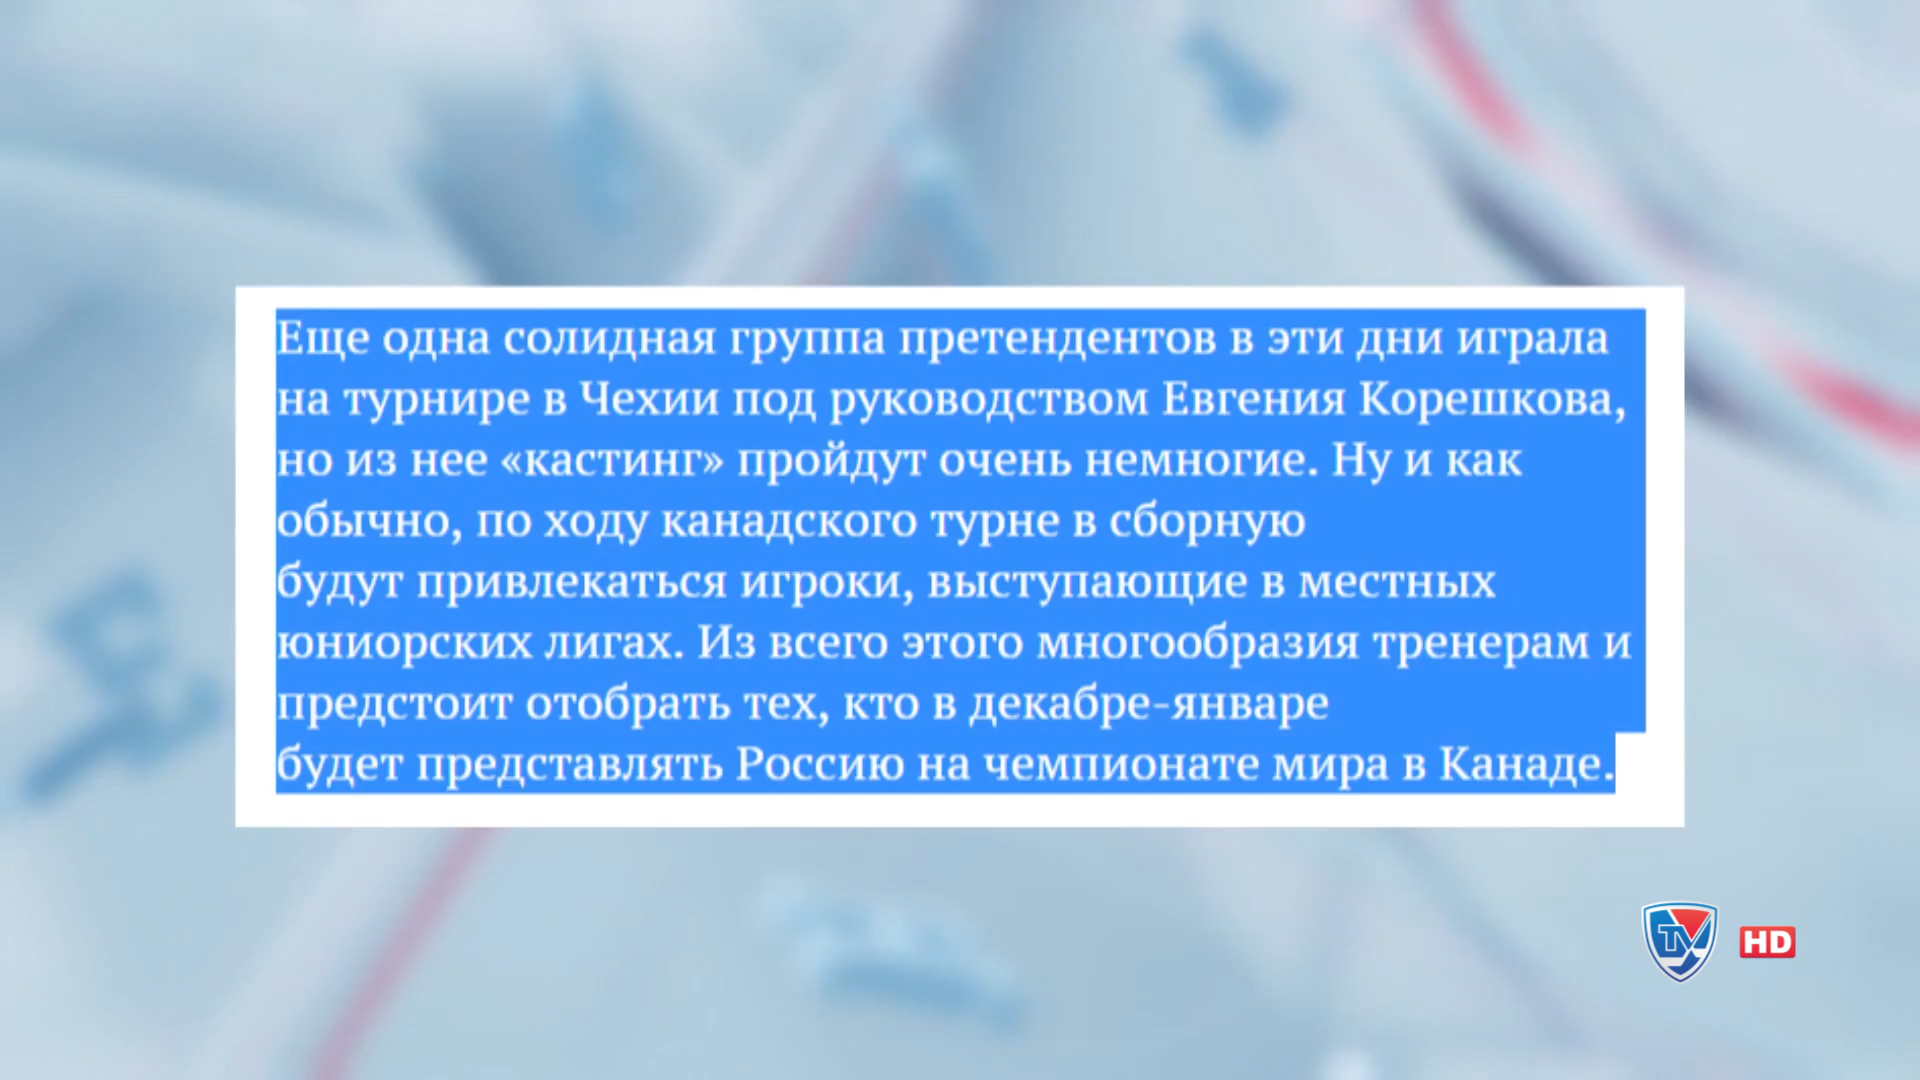 Еще одна солидная группа претендентов в эти дни играла
на турнире в Чехии под руководством Евгения Корешкова,
но из нее «кастинг» пройдут очень немногие. Ну и как
обычно, по ходу канадского турне в сборную
будут привлекаться игроки, выступающие в местных
юниорских лигах. Из всего этого многообразия тренерам и
предстоит отобрать тех, кто в декабре-январе
будет представлять Россию на чемпионате мира в Канаде.
TV HD